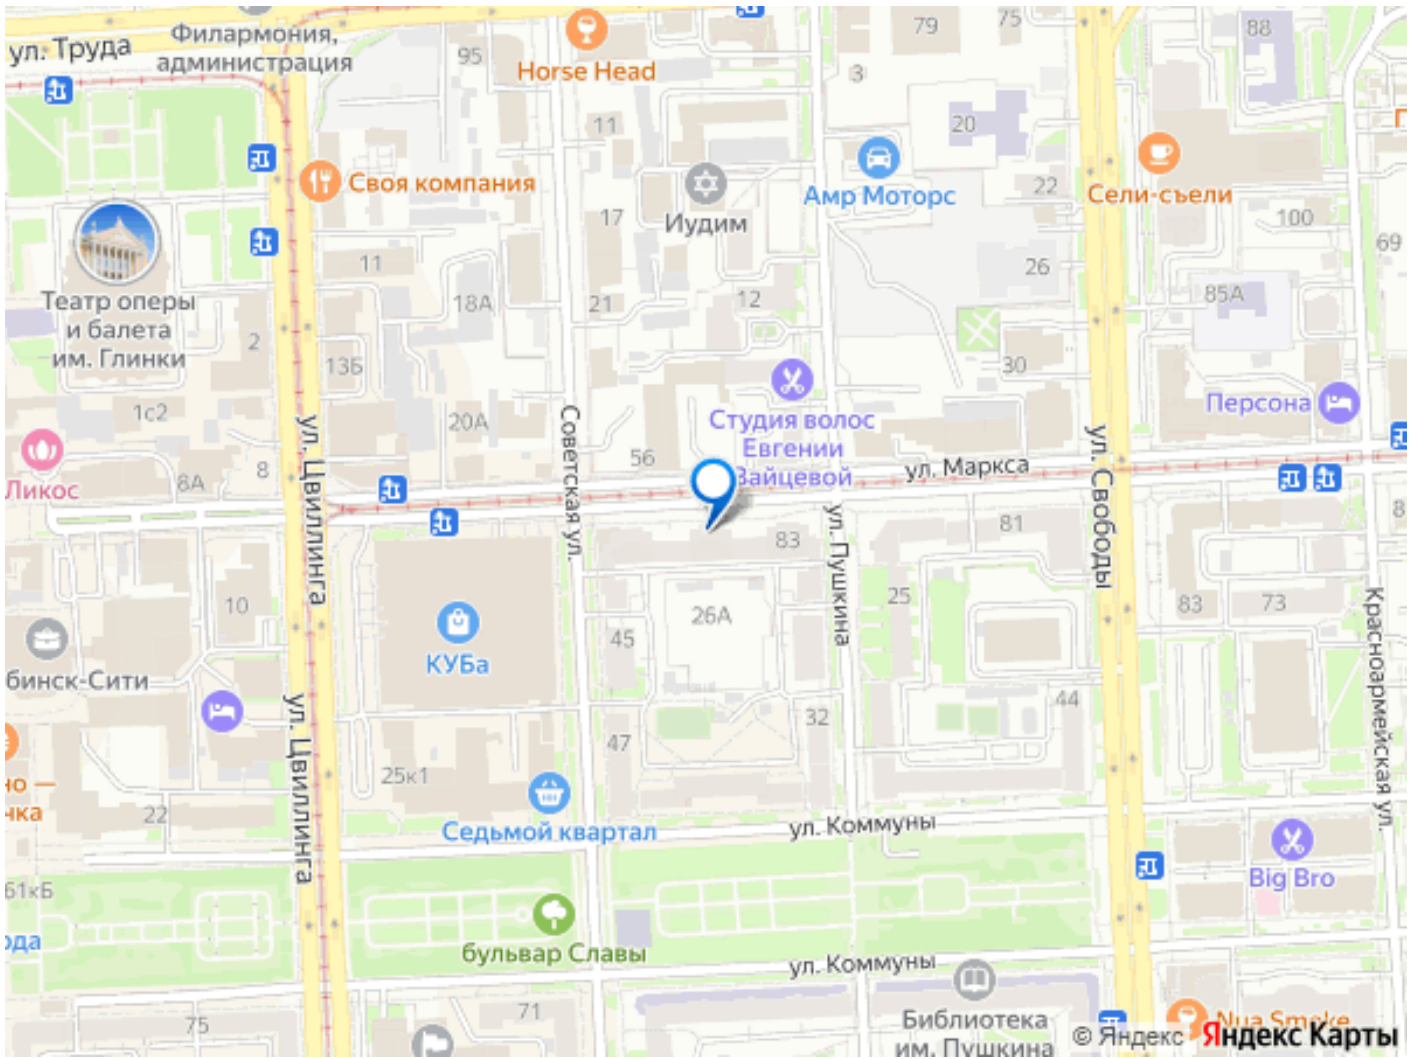 ул. Труда
Филармония,
администрация
95
Horse Head
79
75
88
3
11
20
Своя компания
Иудим
Амр Моторс
22
Сели-съели
17
100
69
11
26
Театр оперы
и балета
им. Глинки
18А
21
12
85А
2
13Б
30
1с2
20А
Советская ул.
Студия волос
Евгении
Зайцевой
Персона
ул. Цвиллинга
56
ул. Маркса
ул. Свободы
Ликос
8А
8
83
81
ул. Пушкина
10
КУБа
45
26А
25
83
73
Красноармейская ул.
бинск-Сити
ул. Цвиллинга
47
32
44
25к1
но —
чка
22
Седьмой квартал
ул. Коммуны
Big Bro
61кБ
ода
бульвар Славы
ул. Коммуны
75
71
Библиотека
им. Пушкина
Nua Smoke
© Яндекс Яндекс Карты